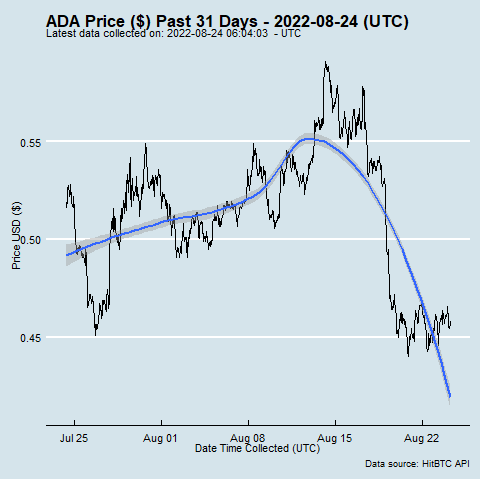 ADA Price ($) Past 31 Days - 2022-08-24 (UTC)
Latest data collected on: 2022-08-24 06:04:03 - UTC
Price USD ($)
0.55
0.50
0.45
Jul 25 Aug 01 Aug 08 Aug 15 Aug 22
Date Time Collected (UTC)
Data source: HitBTC API